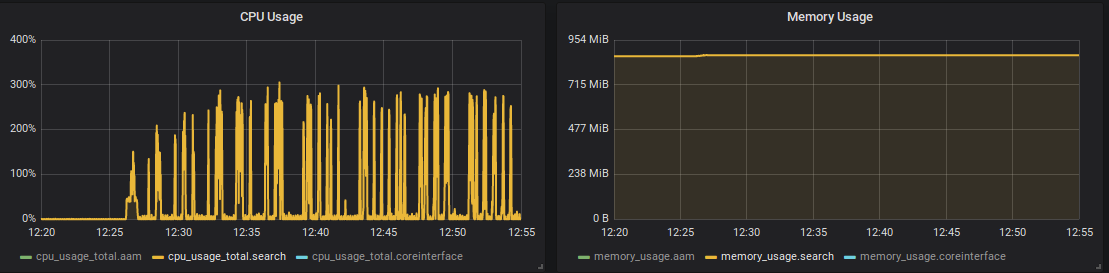 CPU Usage
400%
300%
200%
100%
0%
12:20 12:25 12:30 12:35 12:40 12:45 12:50 12:55
cpu_usage_total.aam cpu_usage_total.search cpu_usage_total.coreinterface
Memory Usage
954 MiB
715 MiB
477 MiB
238 MiB
0 B
12:20 12:25 12:30 12:35 12:40 12:45 12:50 12:55
memory_usage.aam memory_usage.search memory_usage.coreinterface